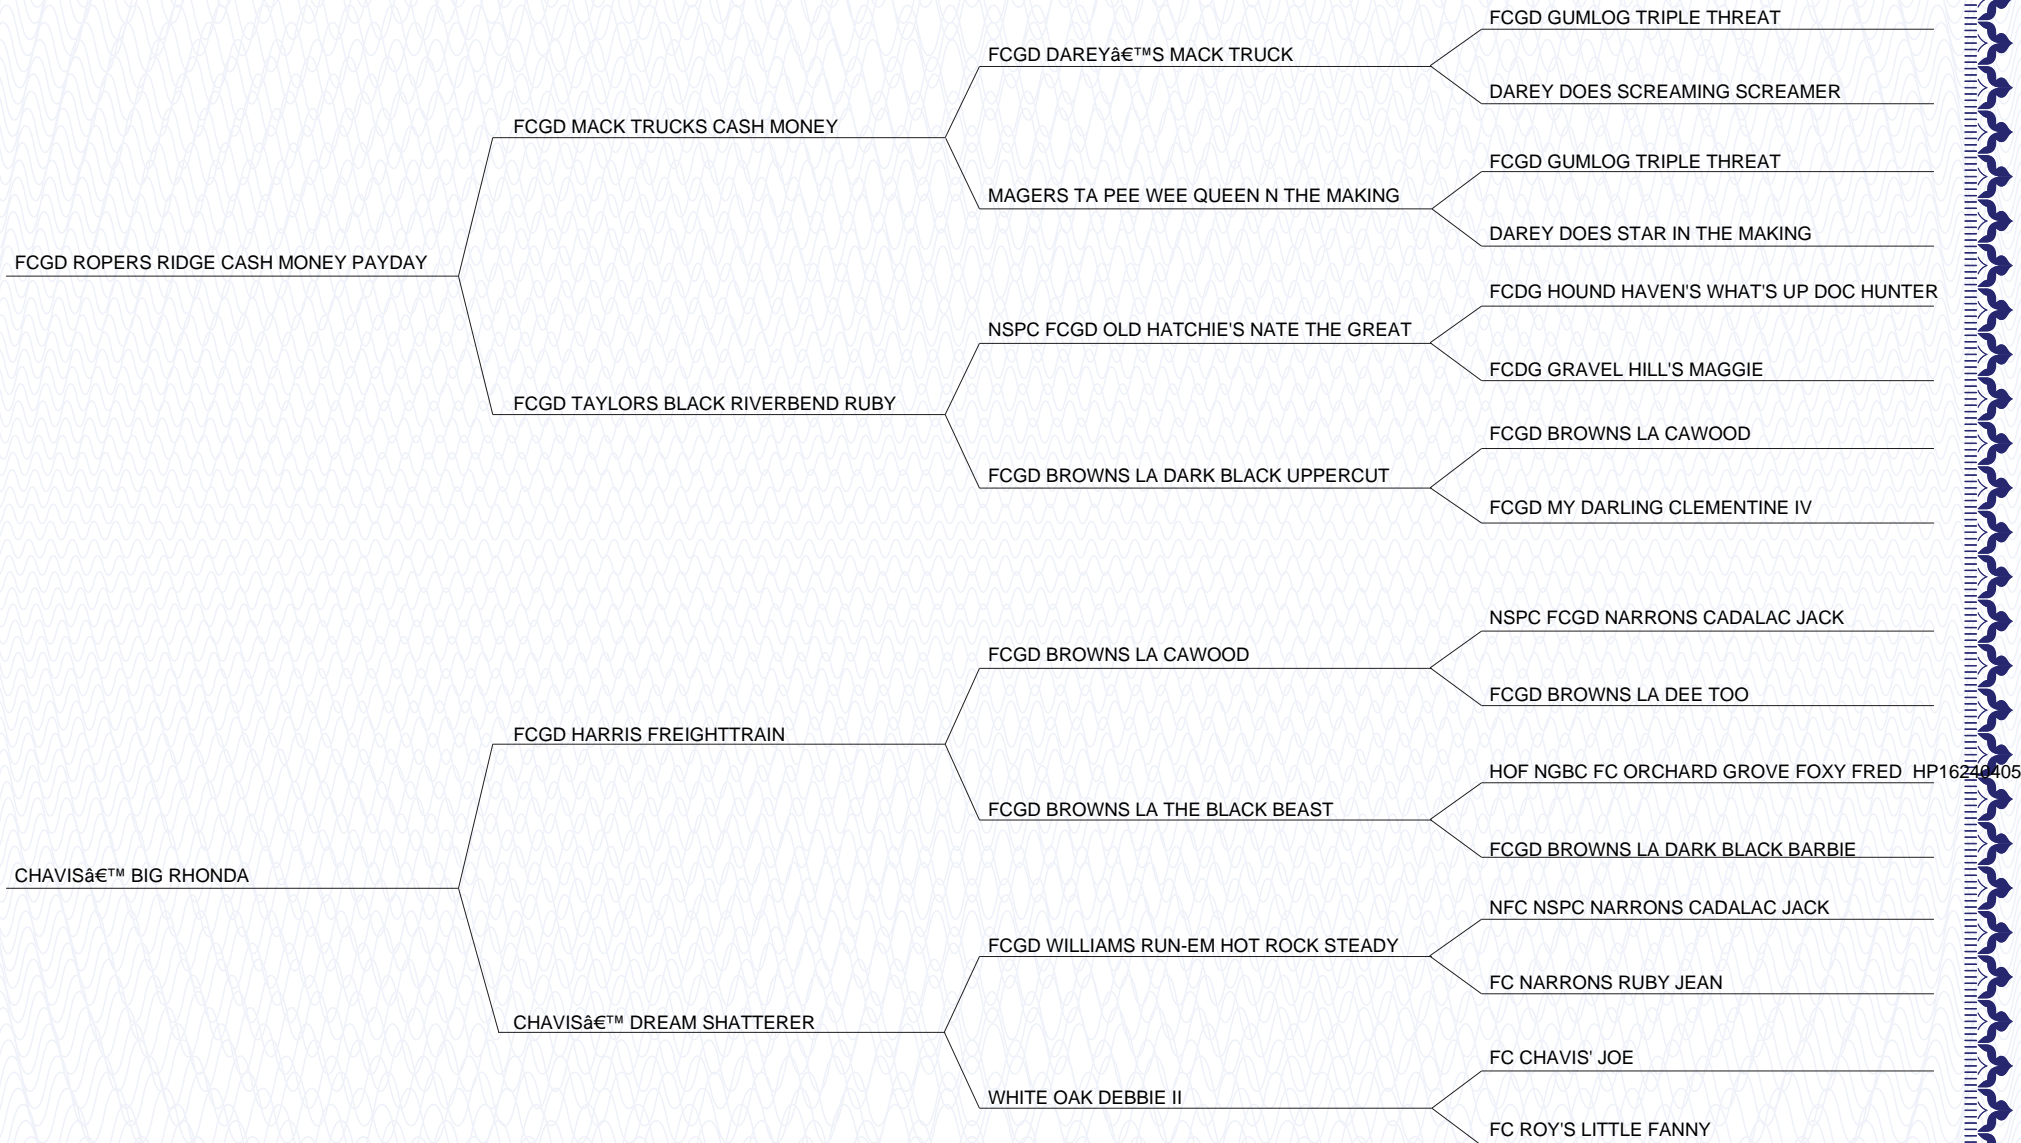 FCGD GUMLOG TRIPLE THREAT
FCGD DAREYâ€™S MACK TRUCK
DAREY DOES SCREAMING SCREAMER
FCGD MACK TRUCKS CASH MONEY
FCGD GUMLOG TRIPLE THREAT
MAGERS TA PEE WEE QUEEN N THE MAKING
DAREY DOES STAR IN THE MAKING
FCGD ROPERS RIDGE CASH MONEY PAYDAY
FCDG HOUND HAVEN'S WHAT'S UP DOC HUNTER
NSPC FCGD OLD HATCHIE'S NATE THE GREAT
FCDG GRAVEL HILL'S MAGGIE
FCGD TAYLORS BLACK RIVERBEND RUBY
FCGD BROWNS LA CAWOOD
FCGD BROWNS LA DARK BLACK UPPERCUT
FCGD MY DARLING CLEMENTINE IV
NSPC FCGD NARRONS CADALAC JACK
FCGD BROWNS LA CAWOOD
FCGD BROWNS LA DEE TOO
FCGD HARRIS FREIGHTTRAIN
HOF NGBC FC ORCHARD GROVE FOXY FRED HP16240405
FCGD BROWNS LA THE BLACK BEAST
FCGD BROWNS LA DARK BLACK BARBIE
CHAVISâ€™ BIG RHONDA
NFC NSPC NARRONS CADALAC JACK
FCGD WILLIAMS RUN-EM HOT ROCK STEADY
FC NARRONS RUBY JEAN
CHAVISâ€™ DREAM SHATTERER
FC CHAVIS' JOE
WHITE OAK DEBBIE II
FC ROY'S LITTLE FANNY